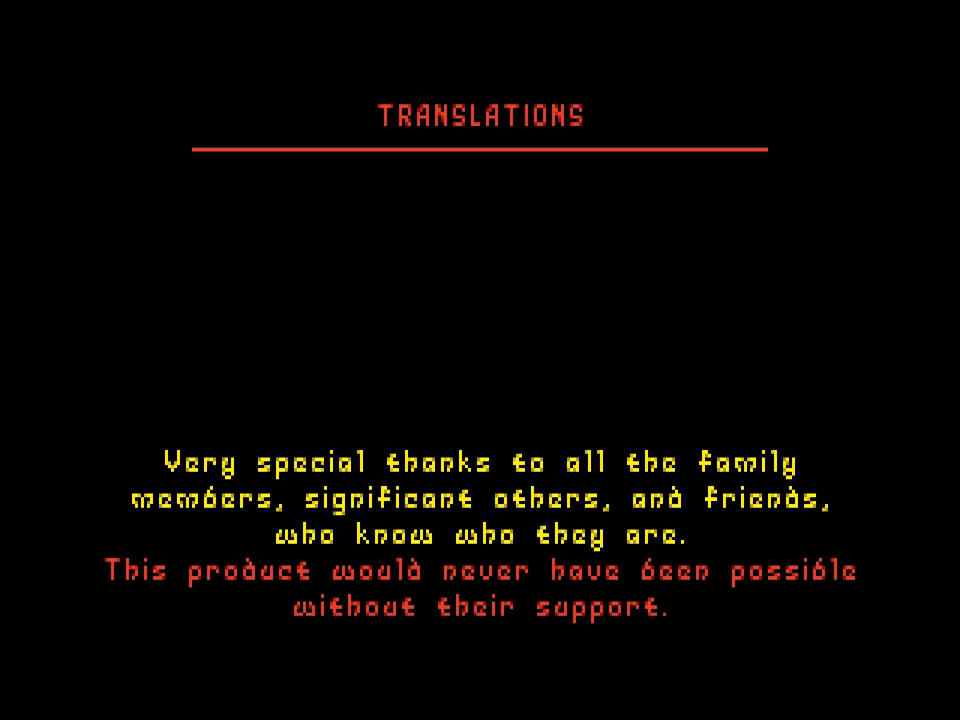 TRANSLATIONS
Very special thanks to all the family
members, significant others, and friends,
who know who they are.
This product would never have been possible
without their support.